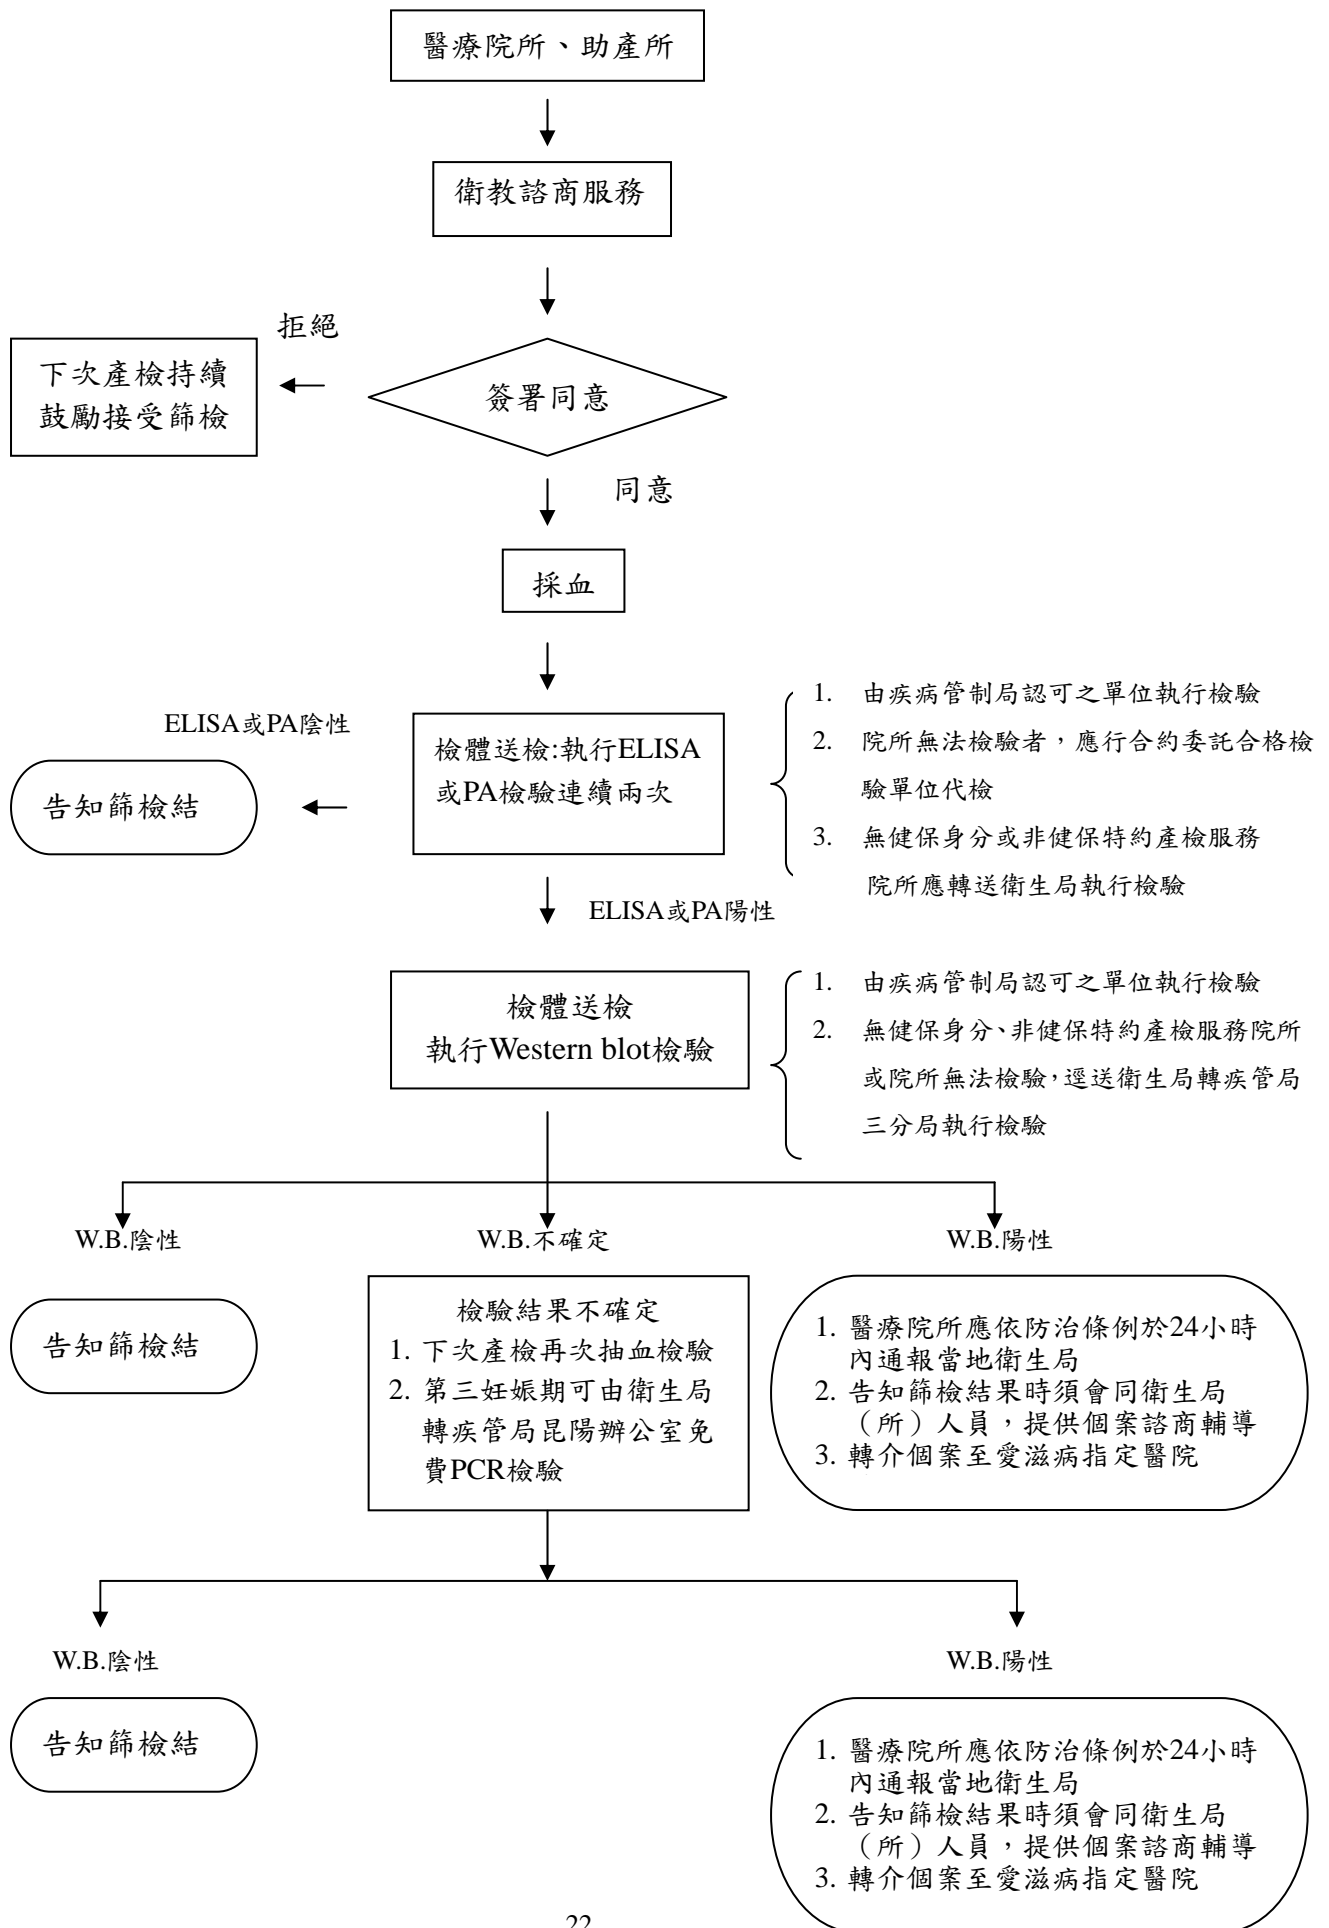 醫療院所、助產所
衛教諮商服務
拒絕
下次產檢持續
鼓勵接受篩檢
簽署同意
同意
採血
ELISA或PA陰性
告知篩檢結
檢體送檢:執行ELISA
或PA檢驗連續兩次
1. 由疾病管制局認可之單位執行檢驗
2. 院所無法檢驗者，應行合約委託合格檢
驗單位代檢
3. 無健保身分或非健保特約產檢服務
院所應轉送衛生局執行檢驗
ELISA或PA陽性
檢體送檢
執行Western blot檢驗
1. 由疾病管制局認可之單位執行檢驗
2. 無健保身分、非健保特約產檢服務院所
或院所無法檢驗，逕送衛生局轉疾管局
三分局執行檢驗
W.B.陰性
W.B.不確定
W.B.陽性
告知篩檢結
檢驗結果不確定
1. 下次產檢再次抽血檢驗
2. 第三妊娠期可由衛生局
轉疾管局昆陽辦公室免
費PCR檢驗
1. 醫療院所應依防治條例於24小時
內通報當地衛生局
2. 告知篩檢結果時須會同衛生局
（所）人員，提供個案諮商輔導
3. 轉介個案至愛滋病指定醫院
W.B.陰性
W.B.陽性
告知篩檢結
1. 醫療院所應依防治條例於24小時
內通報當地衛生局
2. 告知篩檢結果時須會同衛生局
（所）人員，提供個案諮商輔導
3. 轉介個案至愛滋病指定醫院
22